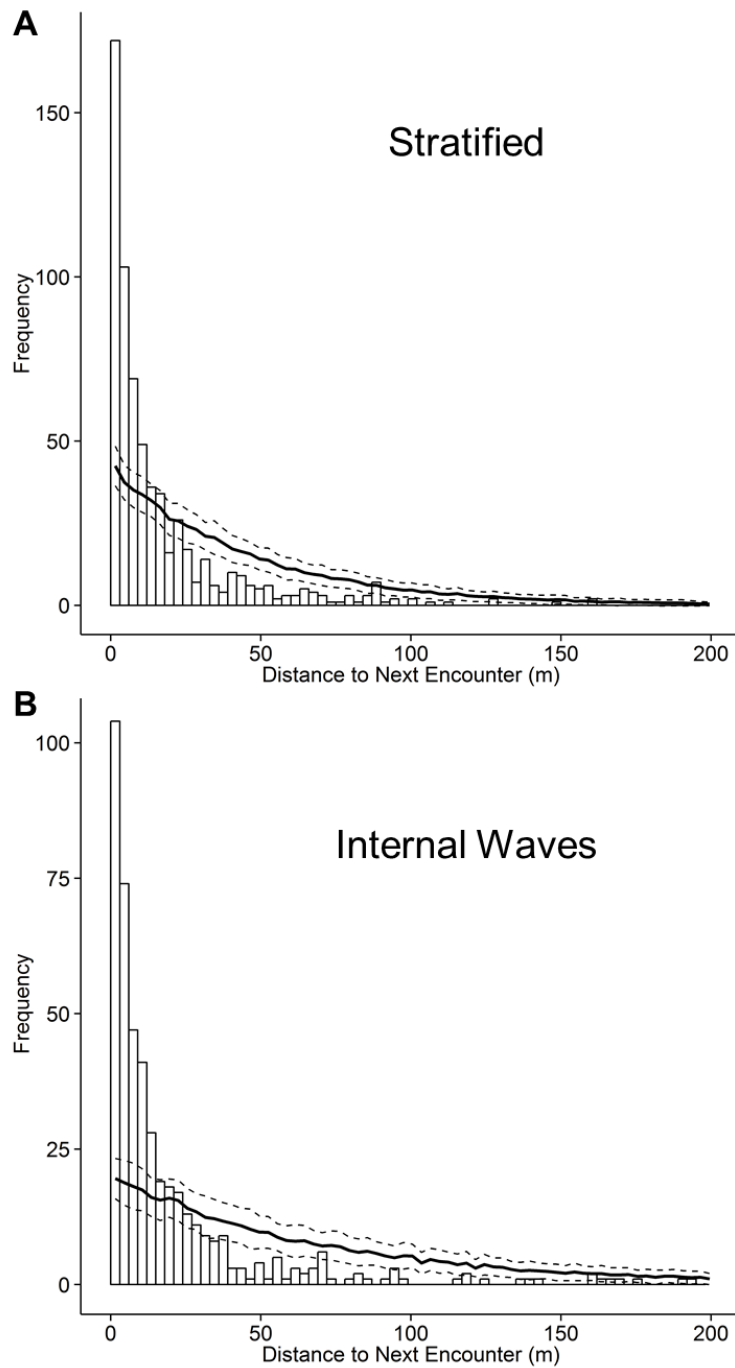 A
Stratified
150
100
50
0
Frequency
0 50 100 150 200
Distance to Next Encounter (m)
B
Internal Waves
100
75
50
25
0
Frequency
0 50 100 150 200
Distance to Next Encounter (m)